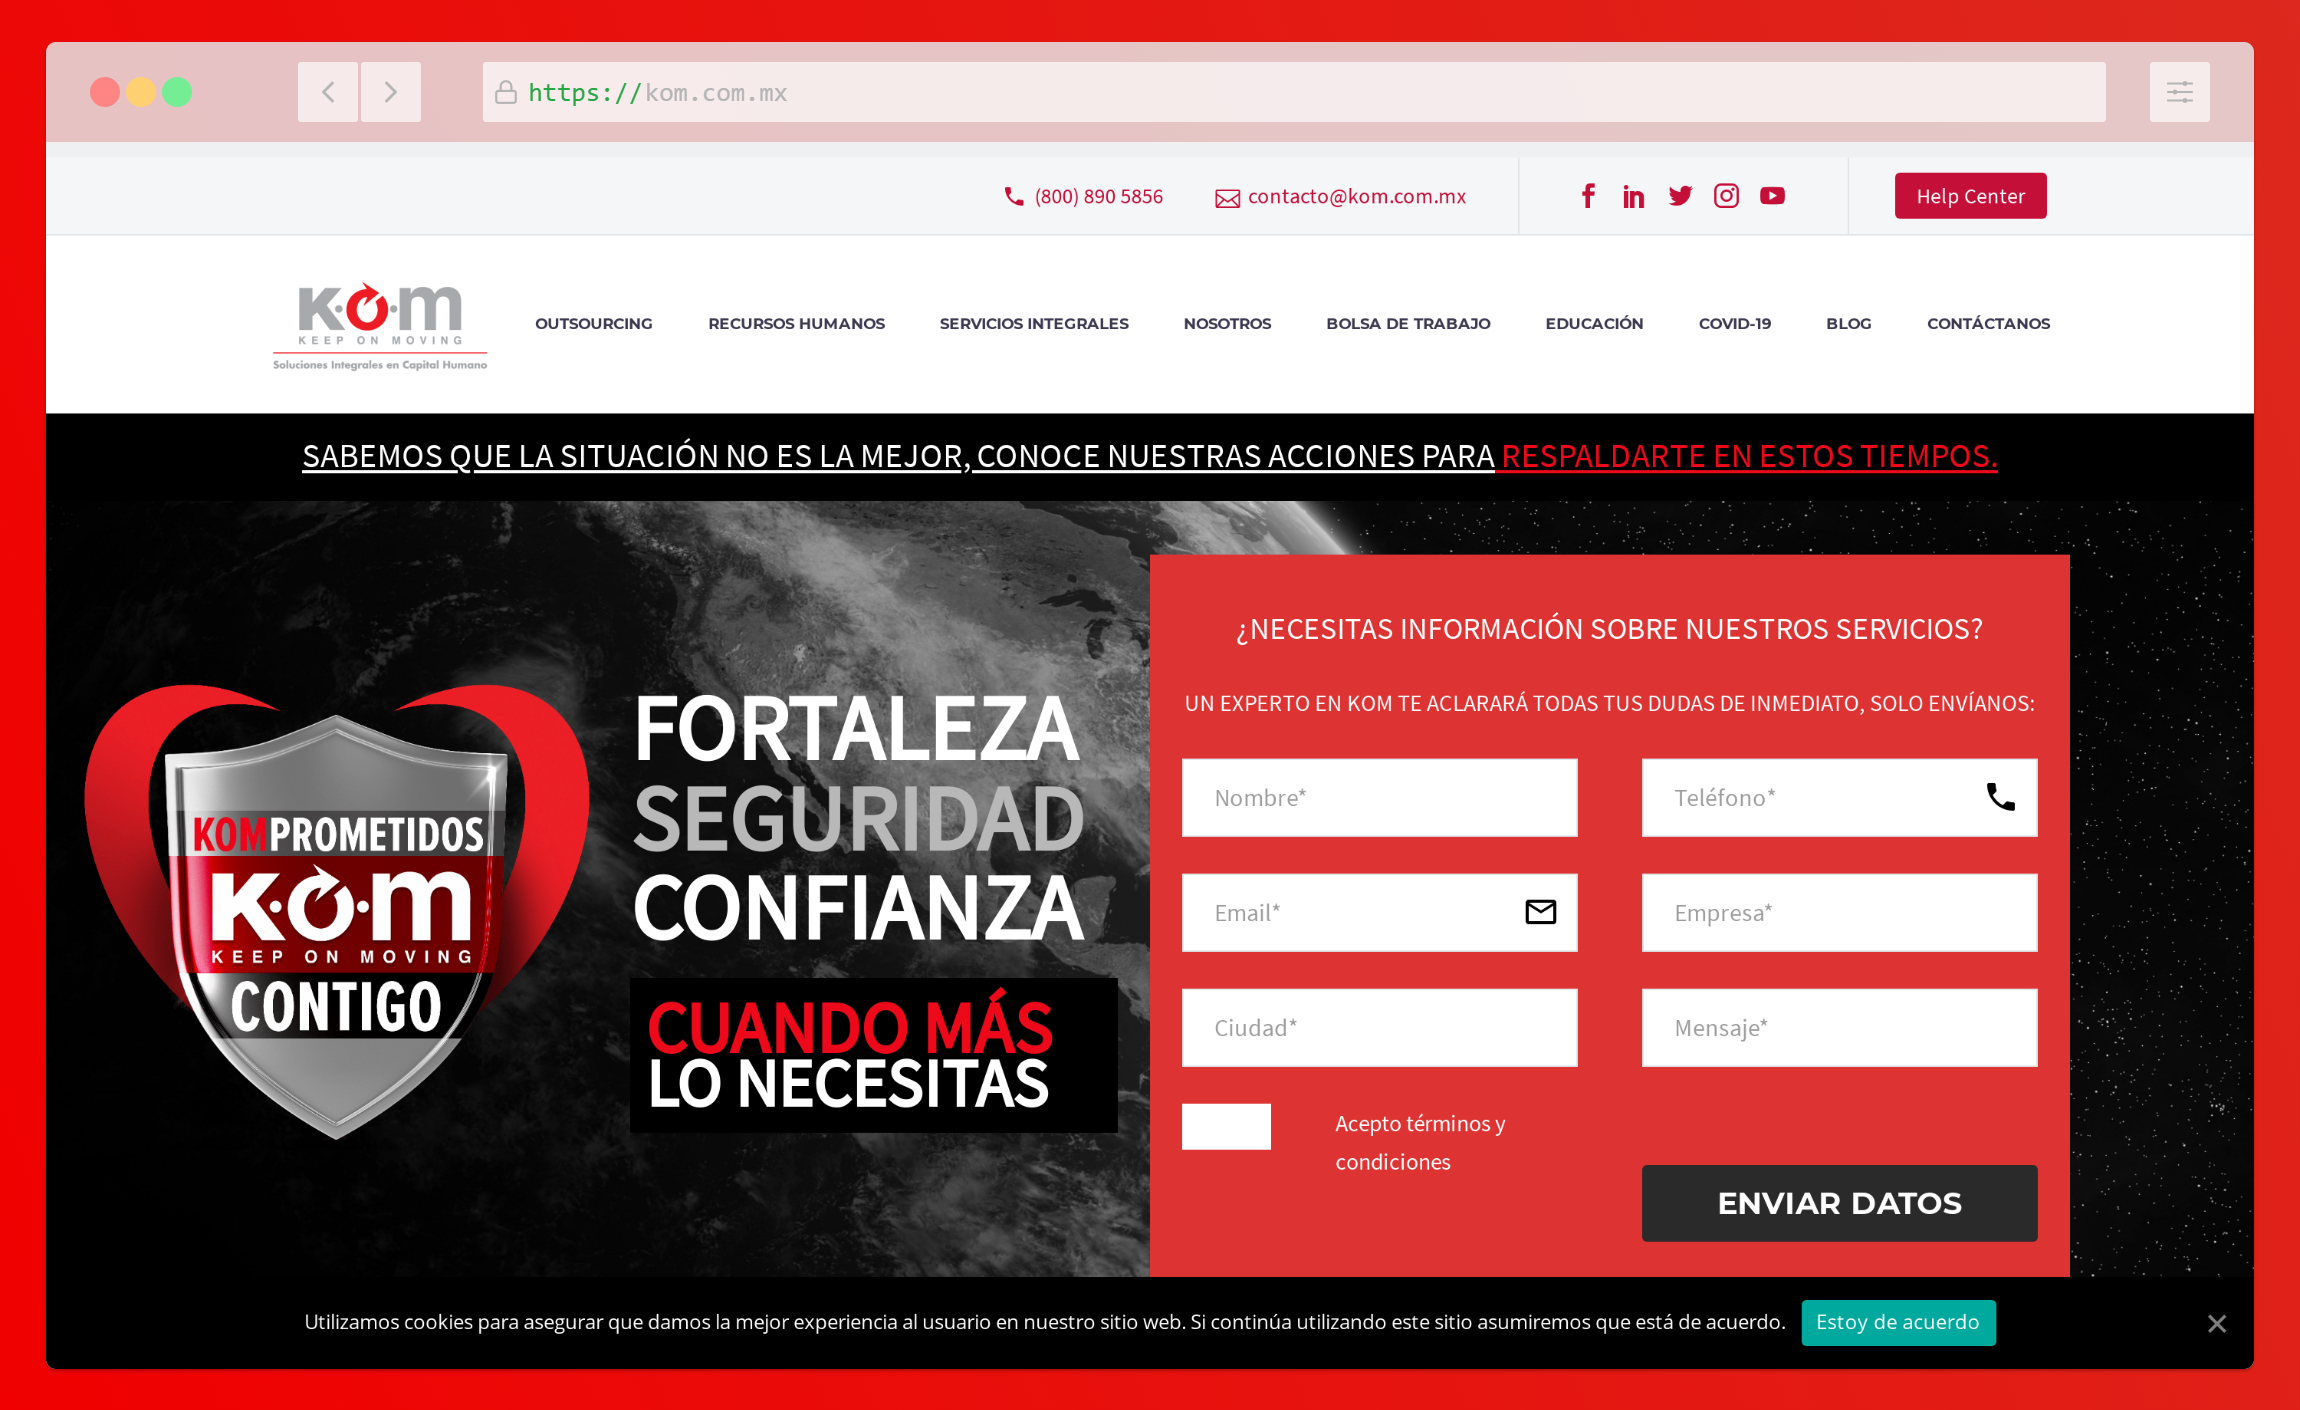 https://kom.com.mx
(800) 890 5856
contacto@kom.com.mx
Help Center
K·O·m
KEEP ON MOVING
Soluciones Integrales en Capital Humano
OUTSOURCING
RECURSOS HUMANOS
SERVICIOS INTEGRALES
NOSOTROS
BOLSA DE TRABAJO
EDUCACIÓN
COVID-19
BLOG
CONTÁCTANOS
SABEMOS QUE LA SITUACIÓN NO ES LA MEJOR, CONOCE NUESTRAS ACCIONES PARA RESPALDARTE EN ESTOS TIEMPOS.
KOMPROMETIDOS
K·O·m
KEEP ON MOVING
CONTIGO
FORTALEZA
SEGURIDAD
CONFIANZA
CUANDO MÁS
LO NECESITAS
¿NECESITAS INFORMACIÓN SOBRE NUESTROS SERVICIOS?
UN EXPERTO EN KOM TE ACLARARÁ TODAS TUS DUDAS DE INMEDIATO, SOLO ENVÍANOS:
Nombre*
Teléfono*
Email*
Empresa*
Ciudad*
Mensaje*
Acepto términos y
condiciones
ENVIAR DATOS
Utilizamos cookies para asegurar que damos la mejor experiencia al usuario en nuestro sitio web. Si continúa utilizando este sitio asumiremos que está de acuerdo.
Estoy de acuerdo